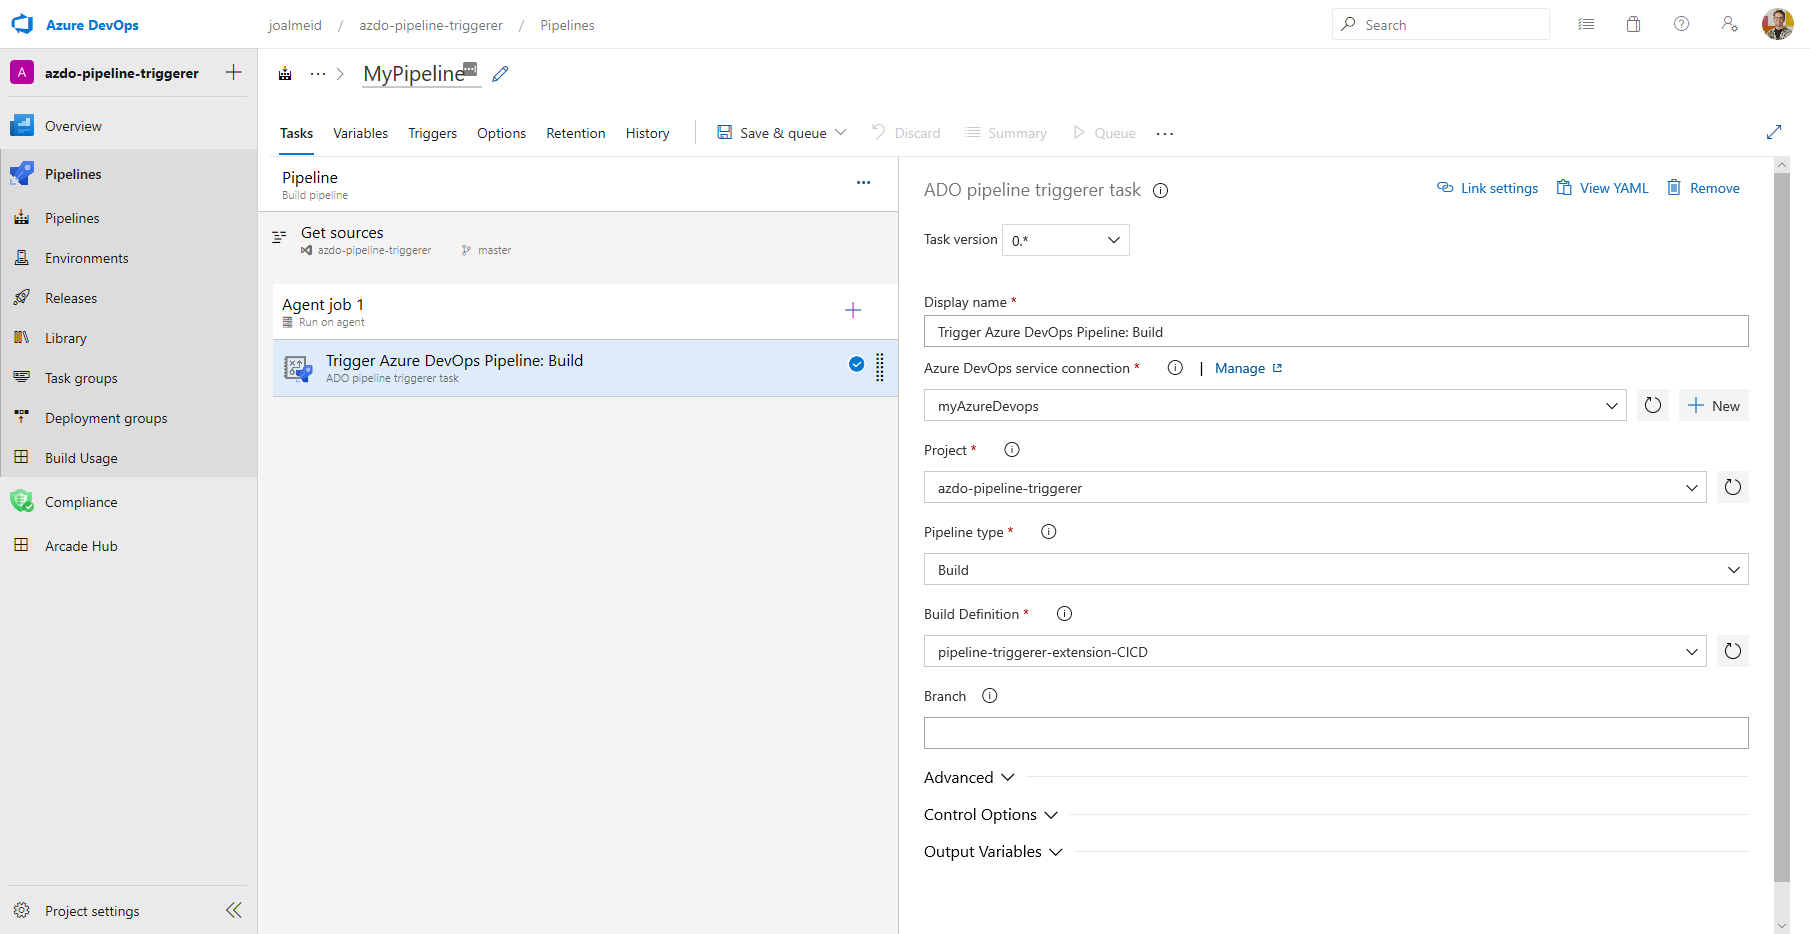 Azure DevOps
joalmeid / azdo-pipeline-triggerer / Pipelines
Search
A azdo-pipeline-triggerer
Overview
Pipelines
Pipelines
Environments
Releases
Library
Task groups
Deployment groups
Build Usage
Compliance
Arcade Hub
Project settings
MyPipeline
Tasks Variables Triggers Options Retention History Save & queue Discard Summary Queue
Pipeline
Build pipeline
Get sources
azdo-pipeline-triggerer master
Agent job 1
Run on agent
Trigger Azure DevOps Pipeline: Build
ADO pipeline triggerer task
ADO pipeline triggerer task Link settings View YAML Remove
Task version 0.*
Display name *
Trigger Azure DevOps Pipeline: Build
Azure DevOps service connection * | Manage
myAzureDevops New
Project *
azdo-pipeline-triggerer
Pipeline type *
Build
Build Definition *
pipeline-triggerer-extension-CICD
Branch
Advanced
Control Options
Output Variables